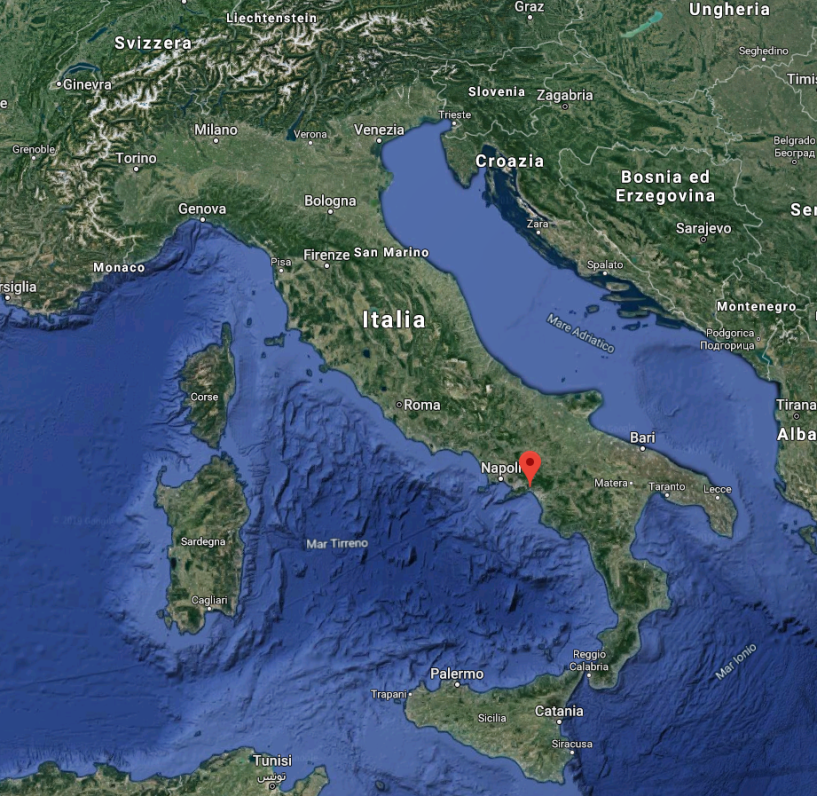 Graz
Ungheria
Liechtenstein
Svizzera
Seghedino
Ginevra
Slovenia
Zagabria
Timi
Trieste
Milano
Verona
Venezia
Grenoble
Torino
Croazia
Belgrado
Београд
Bosnia ed
Erzegovina
Bologna
Genova
Ser
Zara
Sarajevo
Pisa
Firenze
San Marino
Monaco
Spalato
rsiglia
Montenegro
Italia
Mare Adriatico
Podgorica
Подгорица
Corse
Roma
Tirana
Bari
Alba
Napoli
Matera
Taranto
Lecce
Sardegna
Mar Tirreno
Cagliari
Reggio
Calabria
Mar Ionio
Palermo
Trapani
Sicilia
Catania
Siracusa
Tunisi
تونس